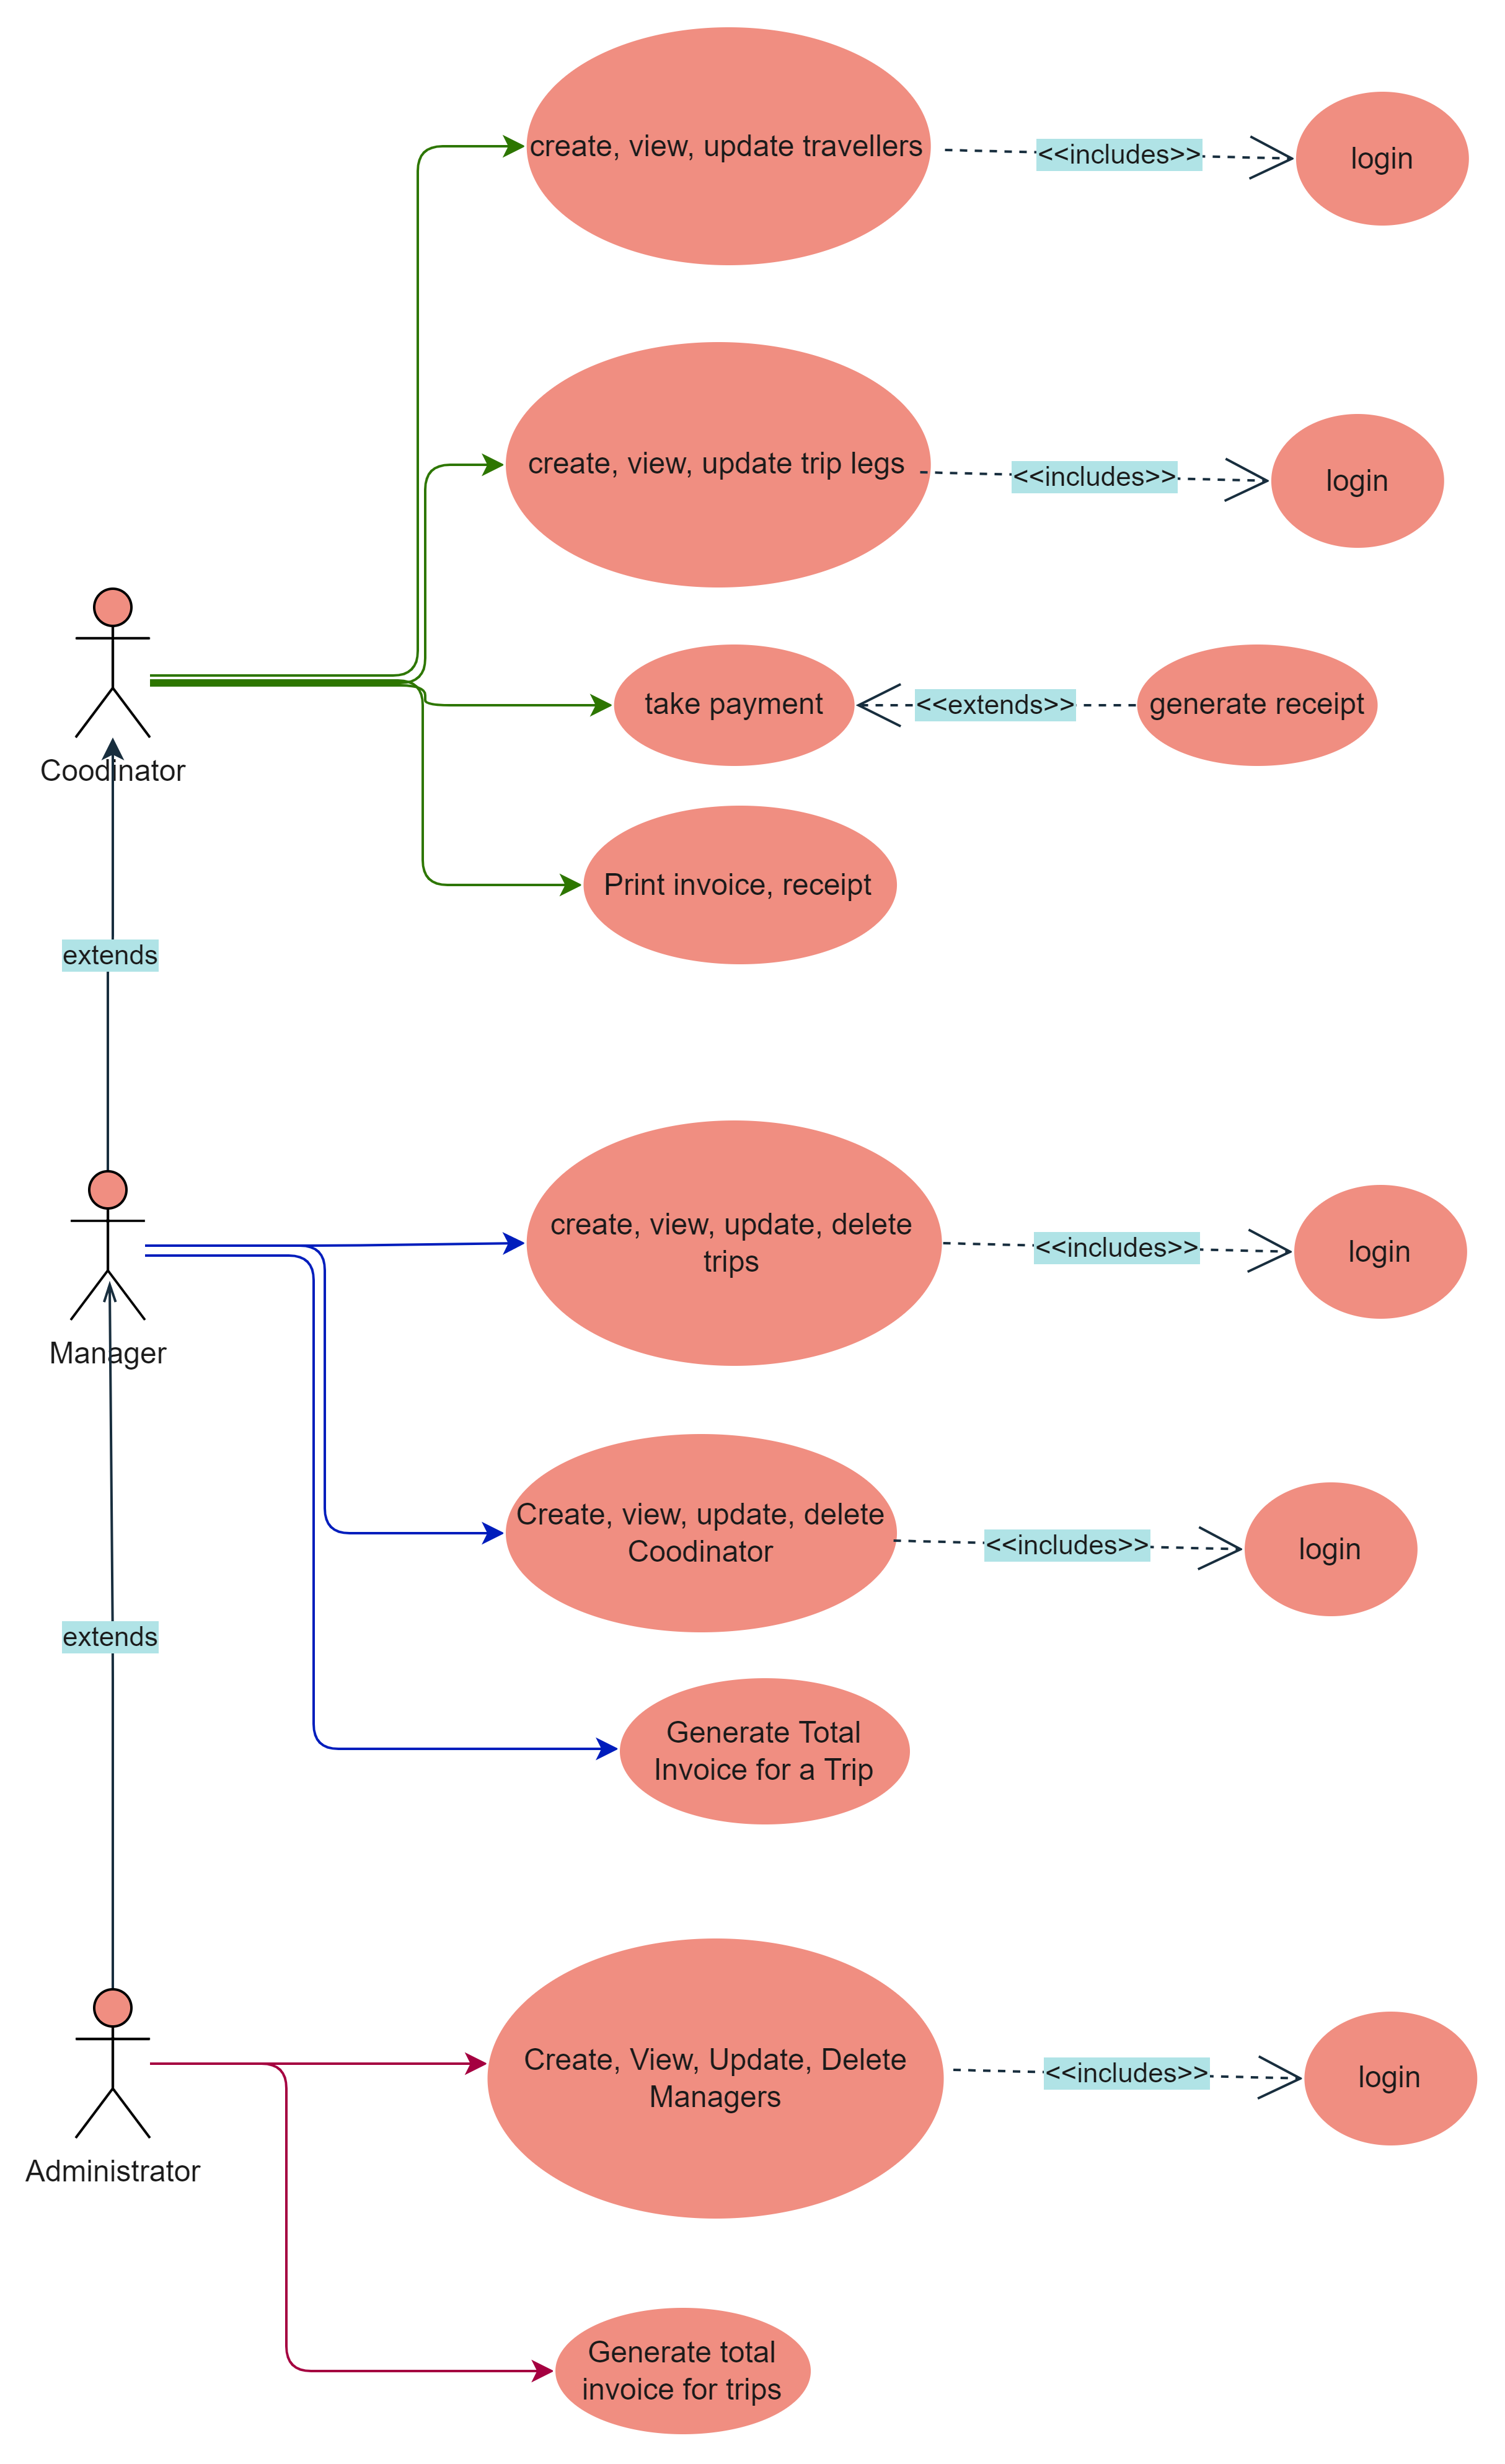 create, view, update travellers
<<includes>>
login
create, view, update trip legs
<<includes>>
login
take payment
<<extends>>
generate receipt
Coodinator
Print invoice, receipt
extends
create, view, update, delete
trips
<<includes>>
login
Manager
Create, view, update, delete
Coodinator
<<includes>>
login
extends
Generate Total
Invoice for a Trip
Create, View, Update, Delete
Managers
<<includes>>
login
Administrator
Generate total
invoice for trips